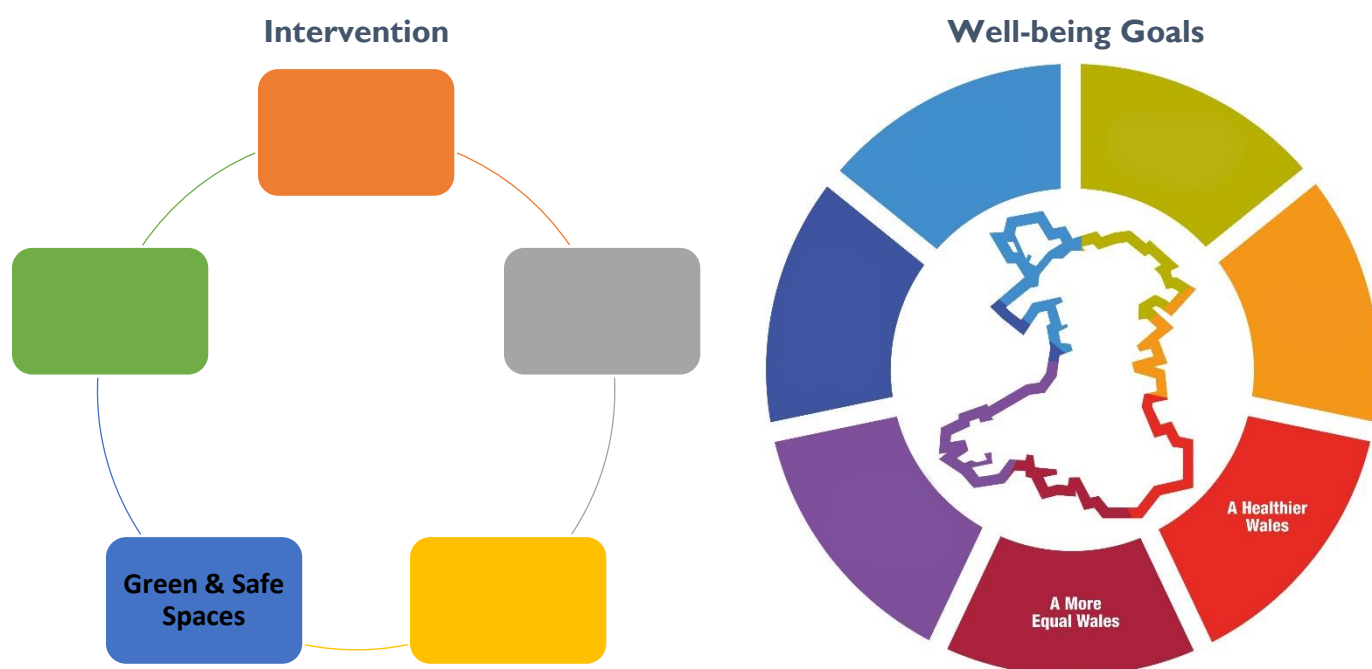 Intervention
Well-being Goals
Green & Safe
Spaces
A Healthier
Wales
A More
Equal Wales